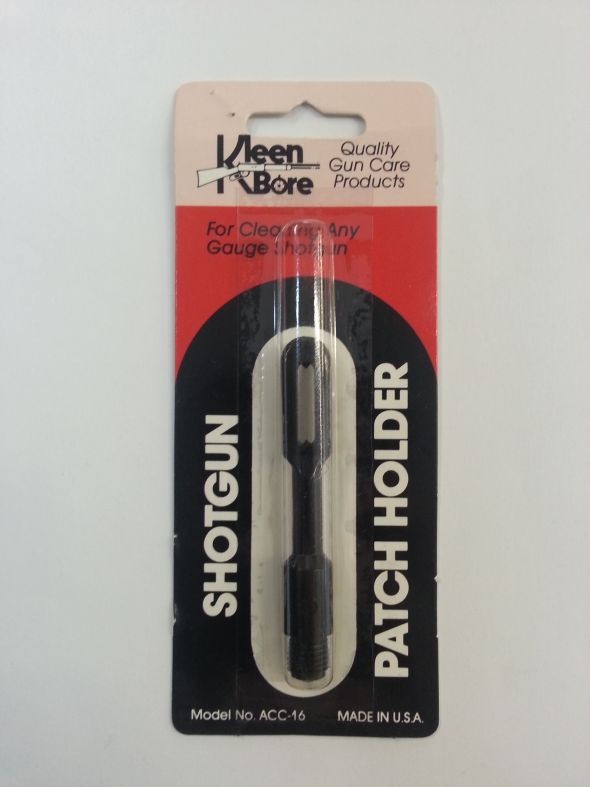 Kleen
Bore
Quality
Gun Care
Products
For Cleaning Any
Gauge Shotgun
SHOTGUN
PATCH HOLDER
Model No. ACC-16
MADE IN U.S.A.